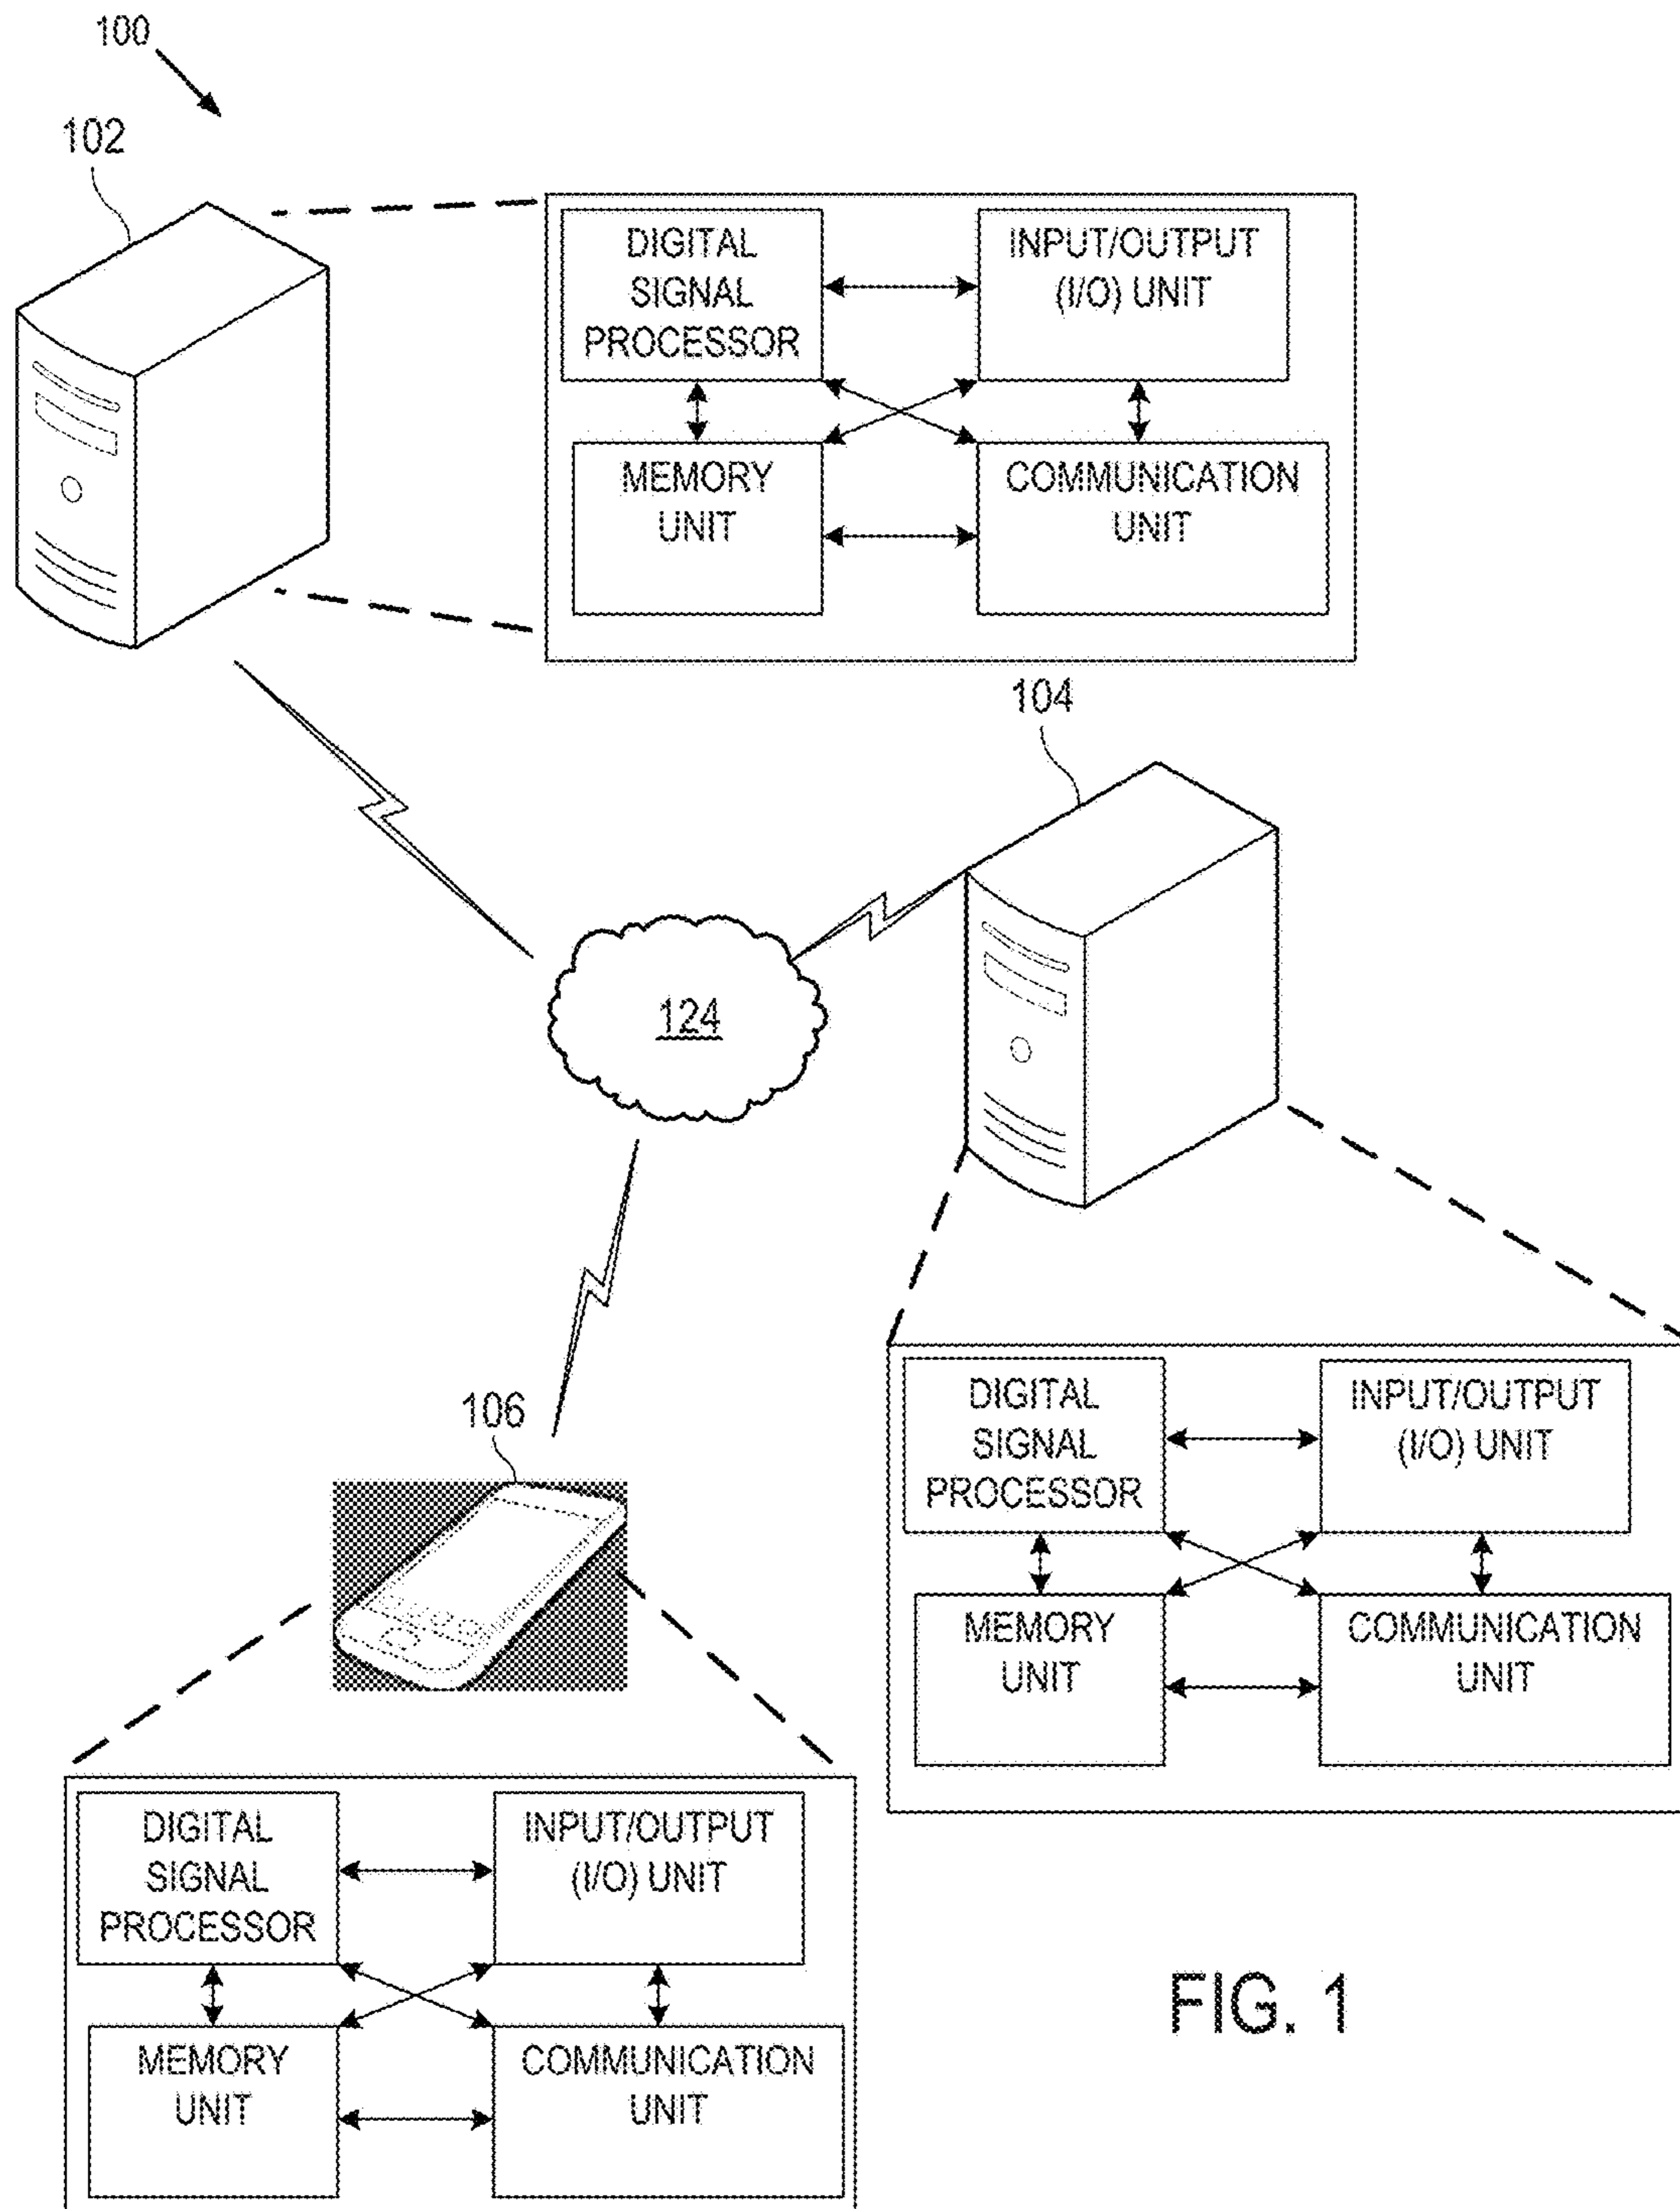 100
102
DIGITAL
SIGNAL
PROCESSOR
INPUT/OUTPUT
(I/O) UNIT
MEMORY
UNIT
COMMUNICATION
UNIT
104
124
106
DIGITAL
SIGNAL
PROCESSOR
INPUT/OUTPUT
(I/O) UNIT
MEMORY
UNIT
COMMUNICATION
UNIT
DIGITAL
SIGNAL
PROCESSOR
INPUT/OUTPUT
(I/O) UNIT
MEMORY
UNIT
COMMUNICATION
UNIT
FIG. 1